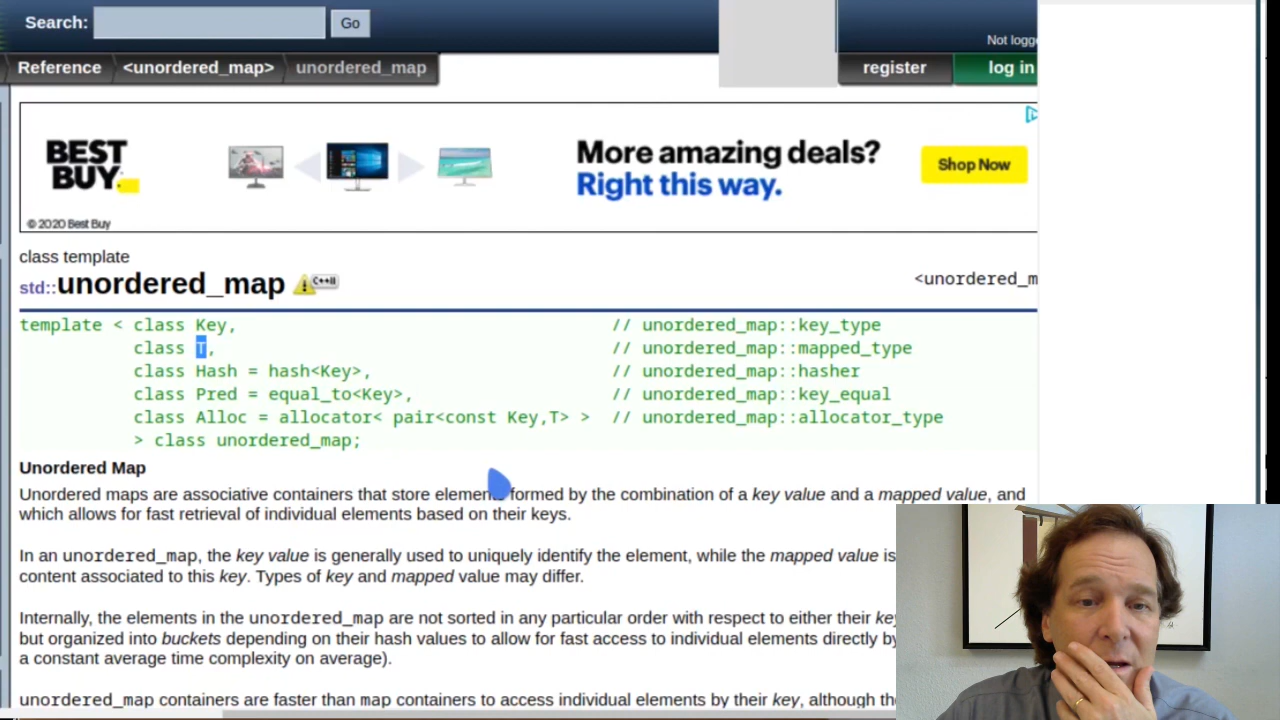 Search:
Go
Not logg
Reference <unordered_map> unordered_map
register
log in
BEST
BUY
More amazing deals?
Right this way.
Shop Now
© 2020 Best Buy
class template
std::unordered_map C++11
<unordered_m
template < class Key, // unordered_map::key_type
class T, // unordered_map::mapped_type
class Hash = hash<Key>, // unordered_map::hasher
class Pred = equal_to<Key>, // unordered_map::key_equal
class Alloc = allocator< pair<const Key,T> > // unordered_map::allocator_type
> class unordered_map;
Unordered Map
Unordered maps are associative containers that store elements formed by the combination of a key value and a mapped value, and
which allows for fast retrieval of individual elements based on their keys.
In an unordered_map, the key value is generally used to uniquely identify the element, while the mapped value is
content associated to this key. Types of key and mapped value may differ.
Internally, the elements in the unordered_map are not sorted in any particular order with respect to either their
but organized into buckets depending on their hash values to allow for fast access to individual elements directly by
a constant average time complexity on average).
unordered_map containers are faster than map containers to access individual elements by their key, although